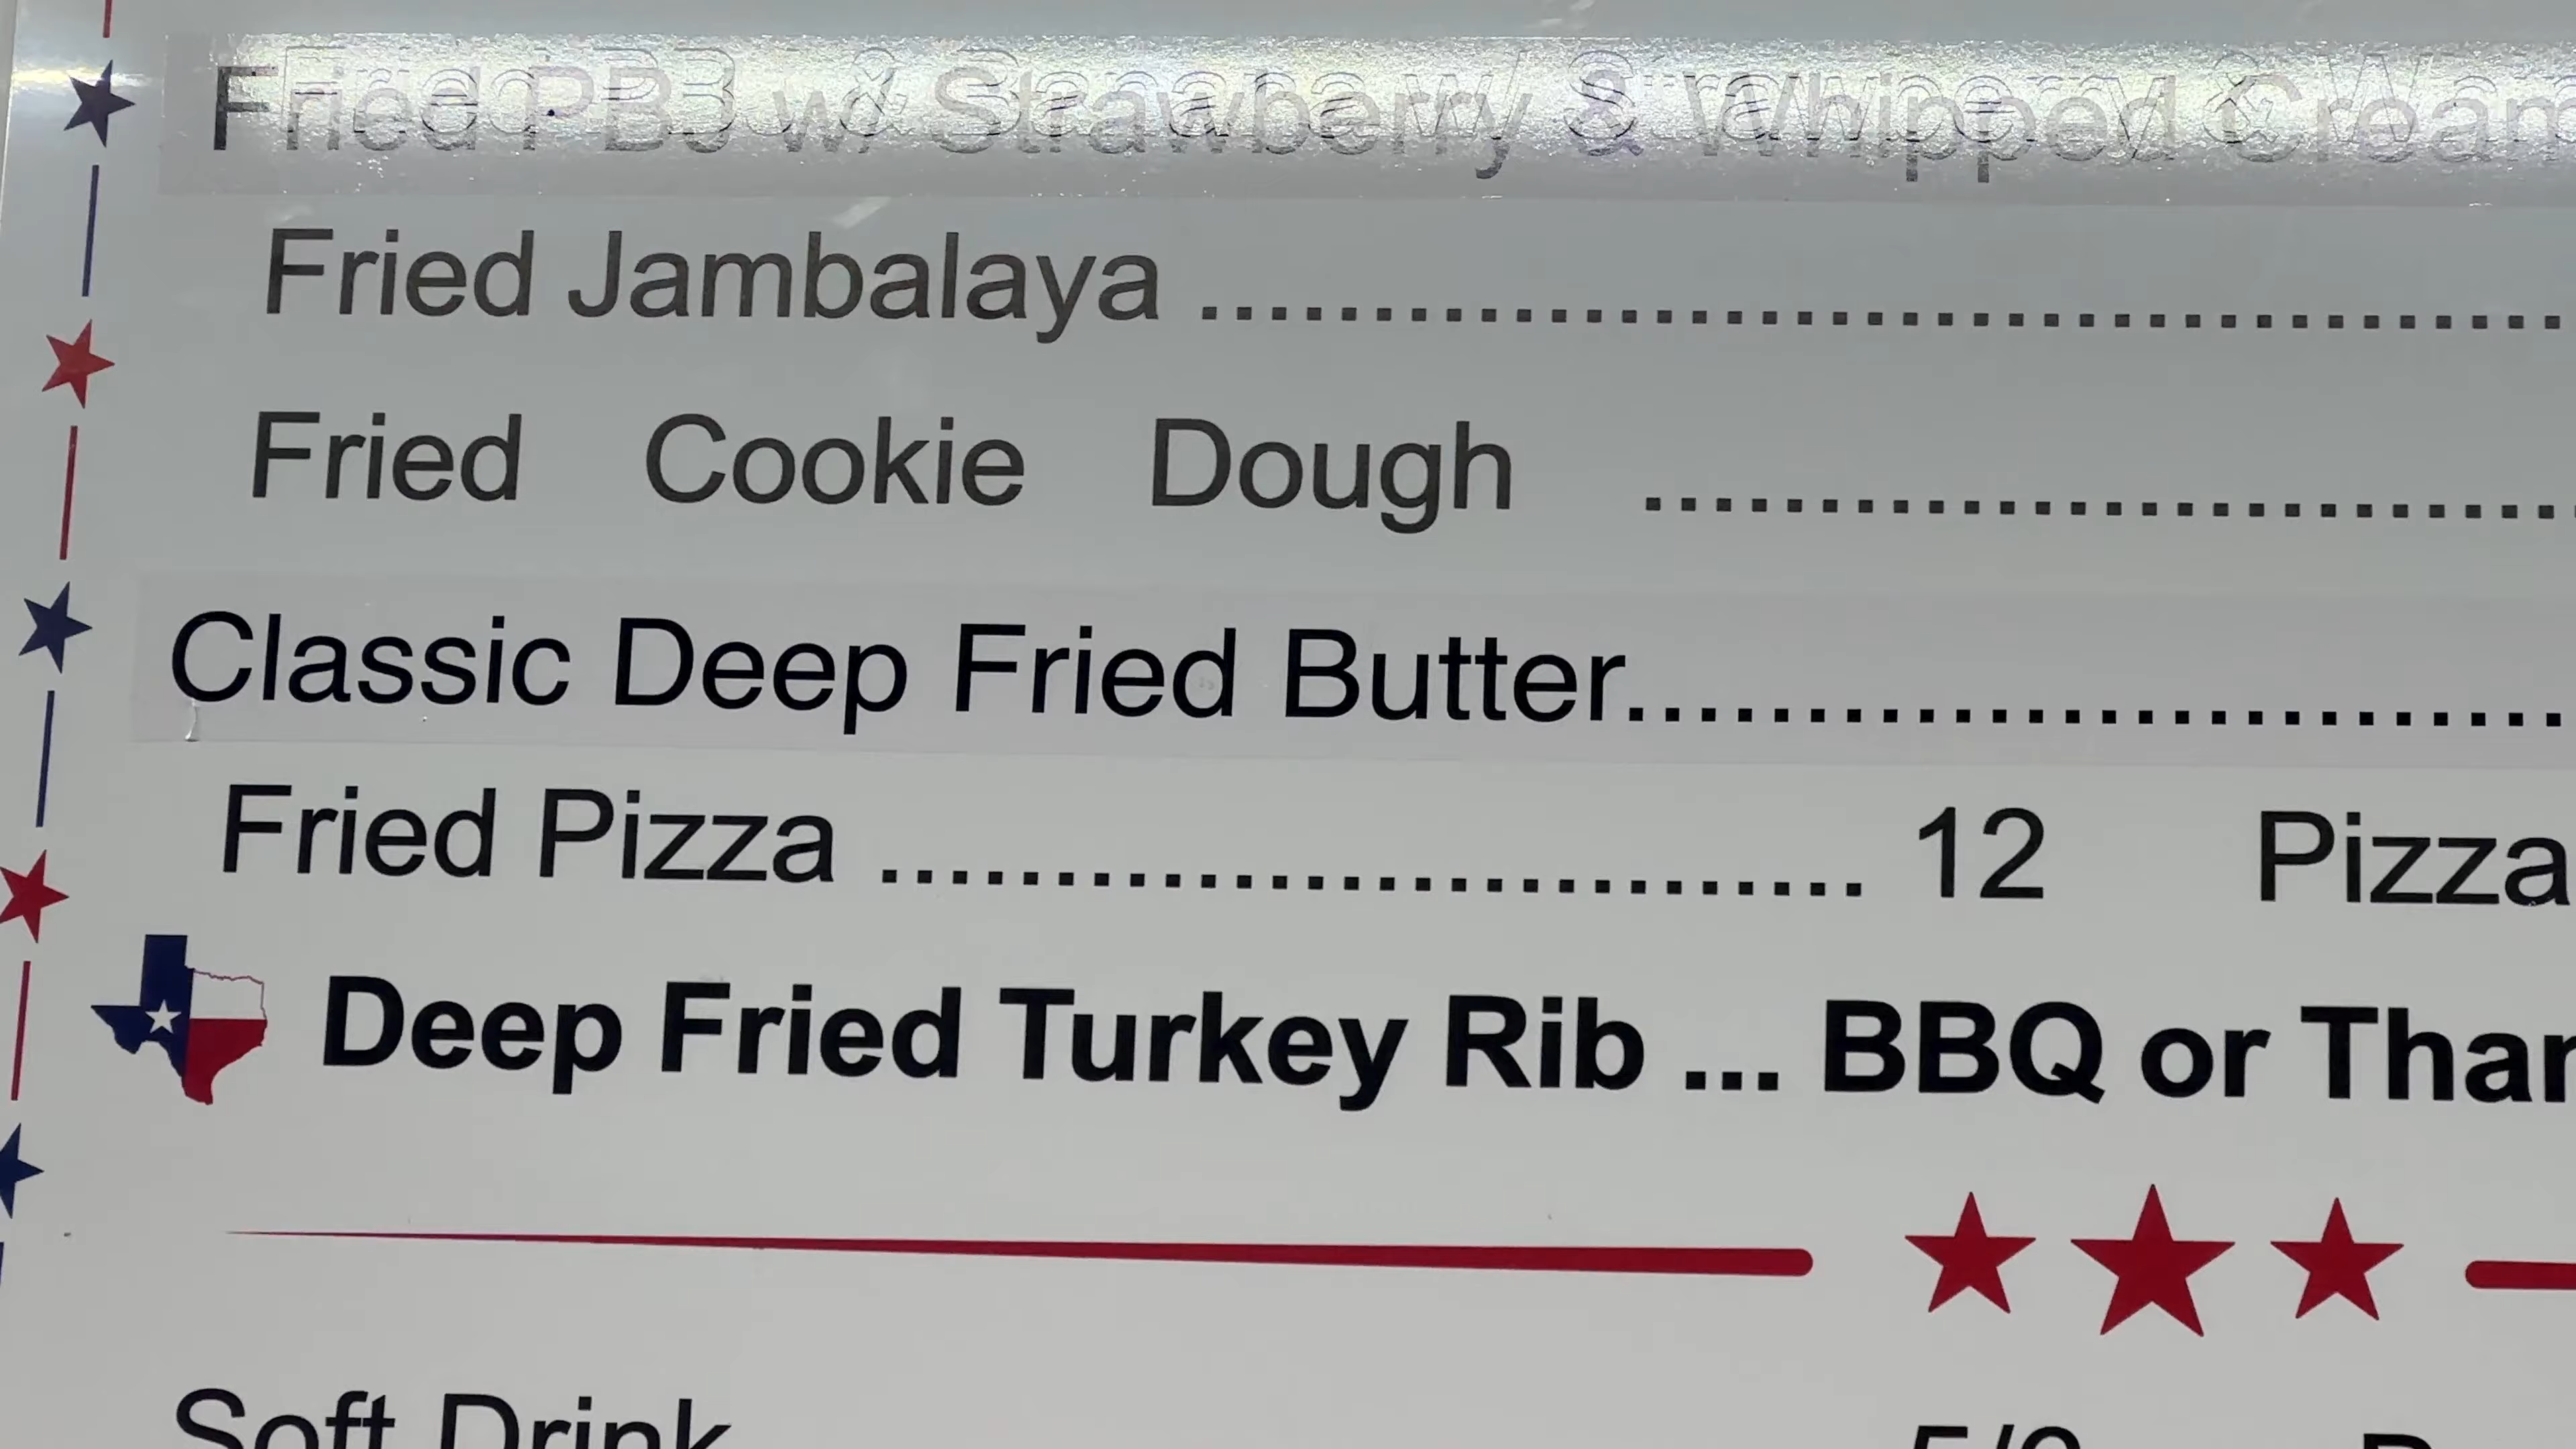 Fried PBJ w/ Strawberry & Whipped Cream
Fried Jambalaya ......................................
Fried Cookie Dough ...........................
Classic Deep Fried Butter...........................
Fried Pizza ............................ 12 Pizza
Deep Fried Turkey Rib ... BBQ or
Soft Drink